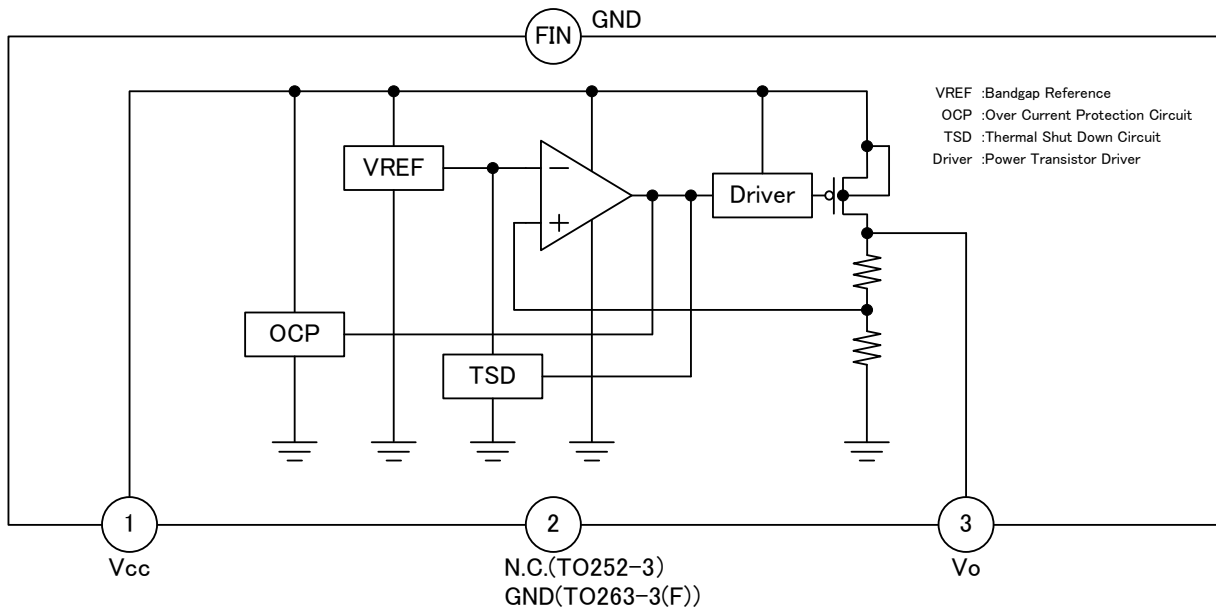 FIN GND
VREF :Bandgap Reference
OCP :Over Current Protection Circuit
TSD :Thermal Shut Down Circuit
Driver :Power Transistor Driver
VREF
−
+
Driver
OCP
TSD
1
2
3
Vcc
N.C.(TO252-3)
GND(TO263-3(F))
Vo